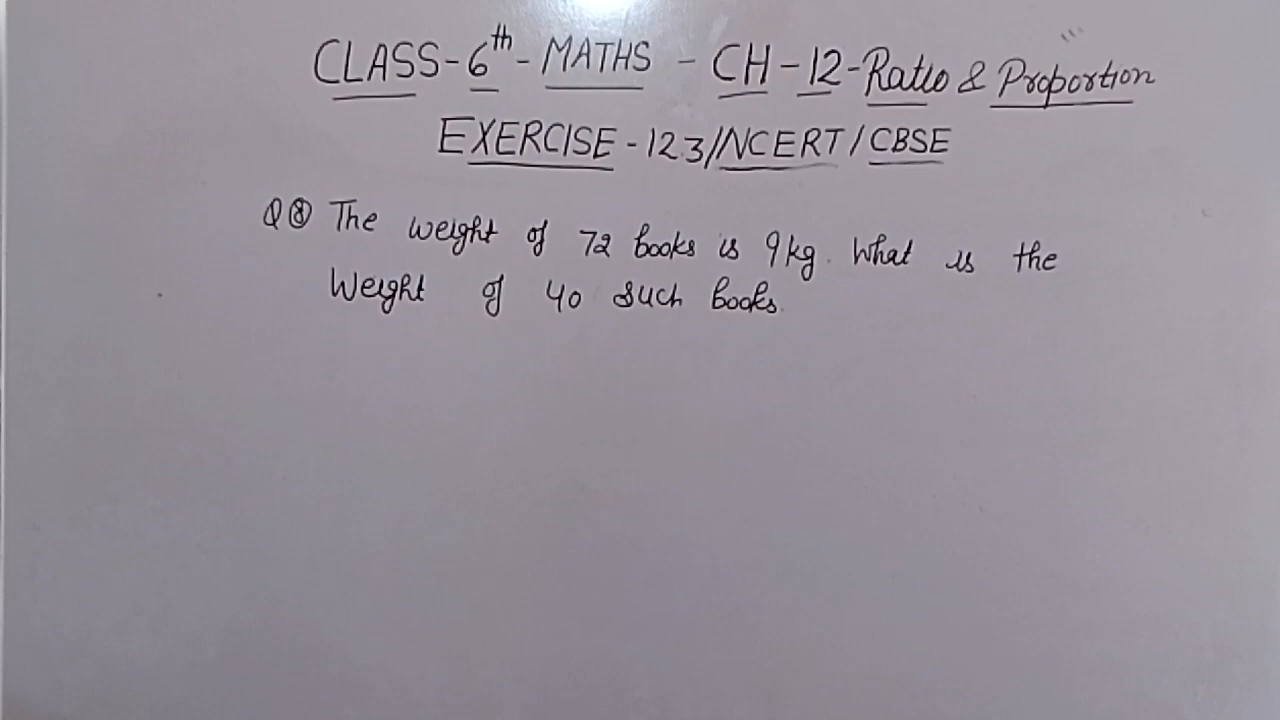 CLASS-6th-MATHS - CH-12-Ratio & Proportion
EXERCISE-12.3/NCERT/CBSE
Q⑧ The weight of 72 books is 9kg. What is the
Weight of 40 such books.